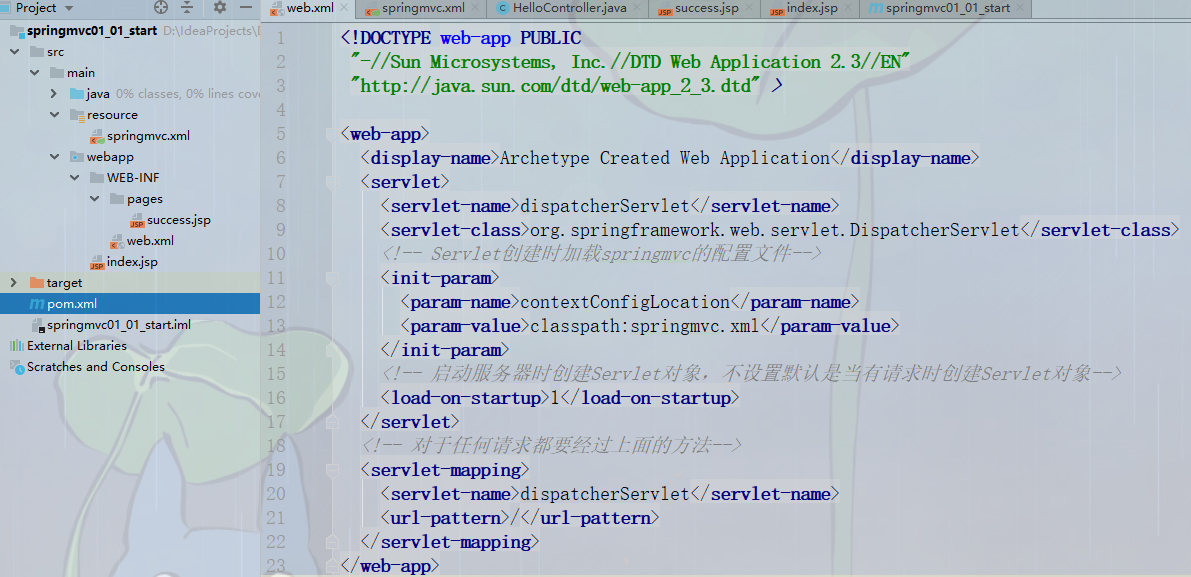 Project
web.xml
springmvc.xml
HelloController.java
success.jsp
index.jsp
springmvc01_01_start
springmvc01_01_start D:\IdeaProjects\
src
main
java 0% classes, 0% lines cove
resource
springmvc.xml
webapp
WEB-INF
pages
success.jsp
web.xml
index.jsp
target
pom.xml
springmvc01_01_start.iml
External Libraries
Scratches and Consoles
1 <!DOCTYPE web-app PUBLIC
2 "-//Sun Microsystems, Inc.//DTD Web Application 2.3//EN"
3 "http://java.sun.com/dtd/web-app_2_3.dtd" >
4
5 <web-app>
6 <display-name>Archetype Created Web Application</display-name>
7 <servlet>
8 <servlet-name>dispatcherServlet</servlet-name>
9 <servlet-class>org.springframework.web.servlet.DispatcherServlet</servlet-class>
10 <!-- Servlet创建时加载springmvc的配置文件-->
11 <init-param>
12 <param-name>contextConfigLocation</param-name>
13 <param-value>classpath:springmvc.xml</param-value>
14 </init-param>
15 <!-- 启动服务器时创建Servlet对象，不设置默认是当有请求时创建Servlet对象-->
16 <load-on-startup>1</load-on-startup>
17 </servlet>
18 <!-- 对于任何请求都要经过上面的方法-->
19 <servlet-mapping>
20 <servlet-name>dispatcherServlet</servlet-name>
21 <url-pattern>/</url-pattern>
22 </servlet-mapping>
23 </web-app>